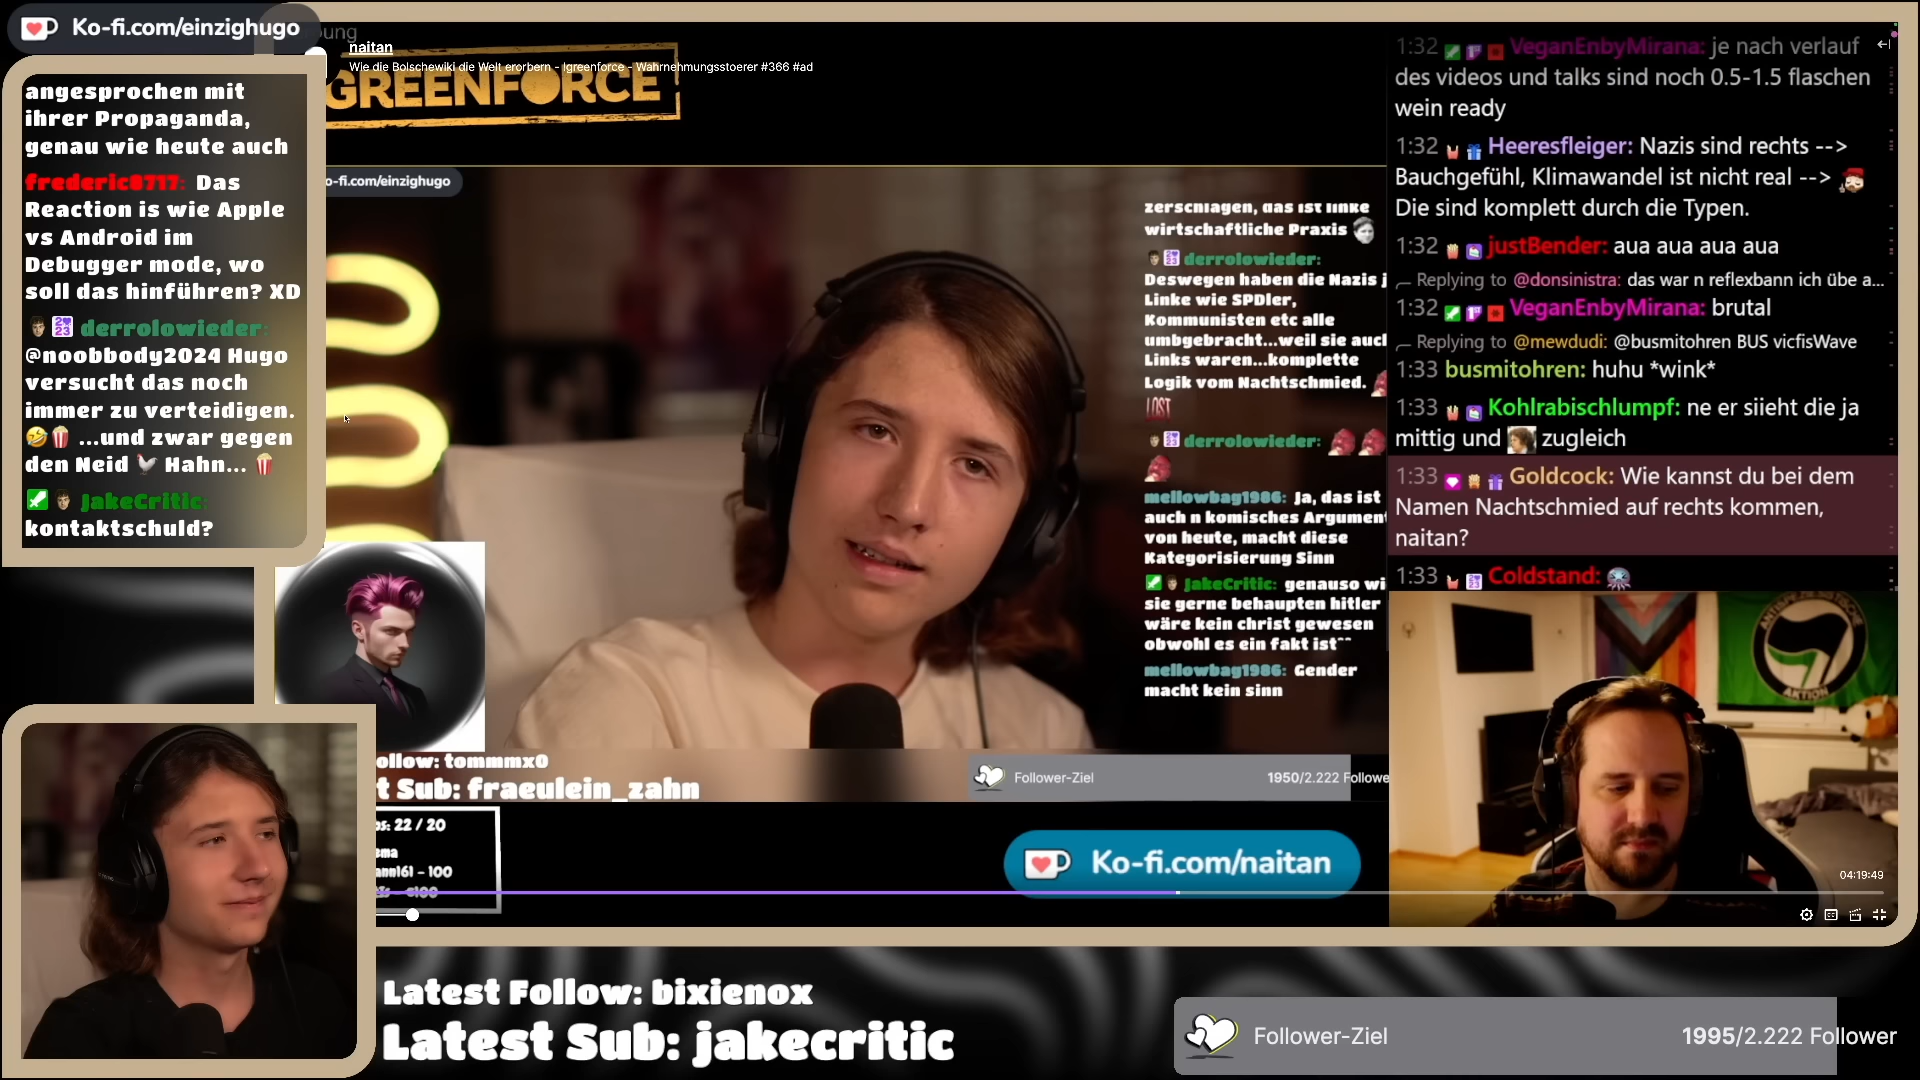 Ko-fi.com/einzighugo
angesprochen mit
ihrer Propaganda,
genau wie heute auch
frederic8717: Das
Reaction is wie Apple
vs Android im
Debugger mode, wo
soll das hinführen? XD
derrolowieder:
@noobbody2024 Hugo
versucht das noch
immer zu verteidigen.
...und zwar gegen
den Neid Hahn...
JakeCritic:
kontaktschuld?
naitan
Wie die Bolschewiki die Welt erorbern - !greenforce - Wahrnehmungsstoerer #366 #ad
GREENFORCE
o-fi.com/einzighugo
zerschlagen, das ist linke
wirtschaftliche Praxis
derrolowieder:
Deswegen haben die Nazis j
Linke wie SPDler,
Kommunisten etc alle
umgebracht...weil sie auch
Links waren...komplette
Logik vom Nachtschmied.
LOST
derrolowieder:
mellowbag1986: Ja, das ist
auch n komisches Argument
von heute, macht diese
Kategorisierung Sinn
JakeCritic: genauso wi
sie gerne behaupten hitler
wäre kein christ gewesen
obwohl es ein fakt ist^^
mellowbag1986: Gender
macht kein sinn
ollow: tommmx0
t Sub: fraeulein_zahn
Follower-Ziel
1950/2.222 Followe
bs: 22 / 20
ann161 - 100
Ko-fi.com/naitan
1:32 VeganEnbyMirana: je nach verlauf
des videos und talks sind noch 0.5-1.5 flaschen
wein ready
1:32 Heeresfleiger: Nazis sind rechts -->
Bauchgefühl, Klimawandel ist nicht real -->
Die sind komplett durch die Typen.
1:32 justBender: aua aua aua aua
Replying to @donsinistra: das war n reflexbann ich übe a...
1:32 VeganEnbyMirana: brutal
Replying to @mewdudi: @busmitohren BUS vicfisWave
1:33 busmitohren: huhu *wink*
1:33 Kohlrabischlumpf: ne er siieht die ja
mittig und zugleich
1:33 Goldcock: Wie kannst du bei dem
Namen Nachtschmied auf rechts kommen,
naitan?
1:33 Coldstand:
AKTION
04:19:49
Latest Follow: bixienox
Latest Sub: jakecritic
Follower-Ziel
1995/2.222 Follower